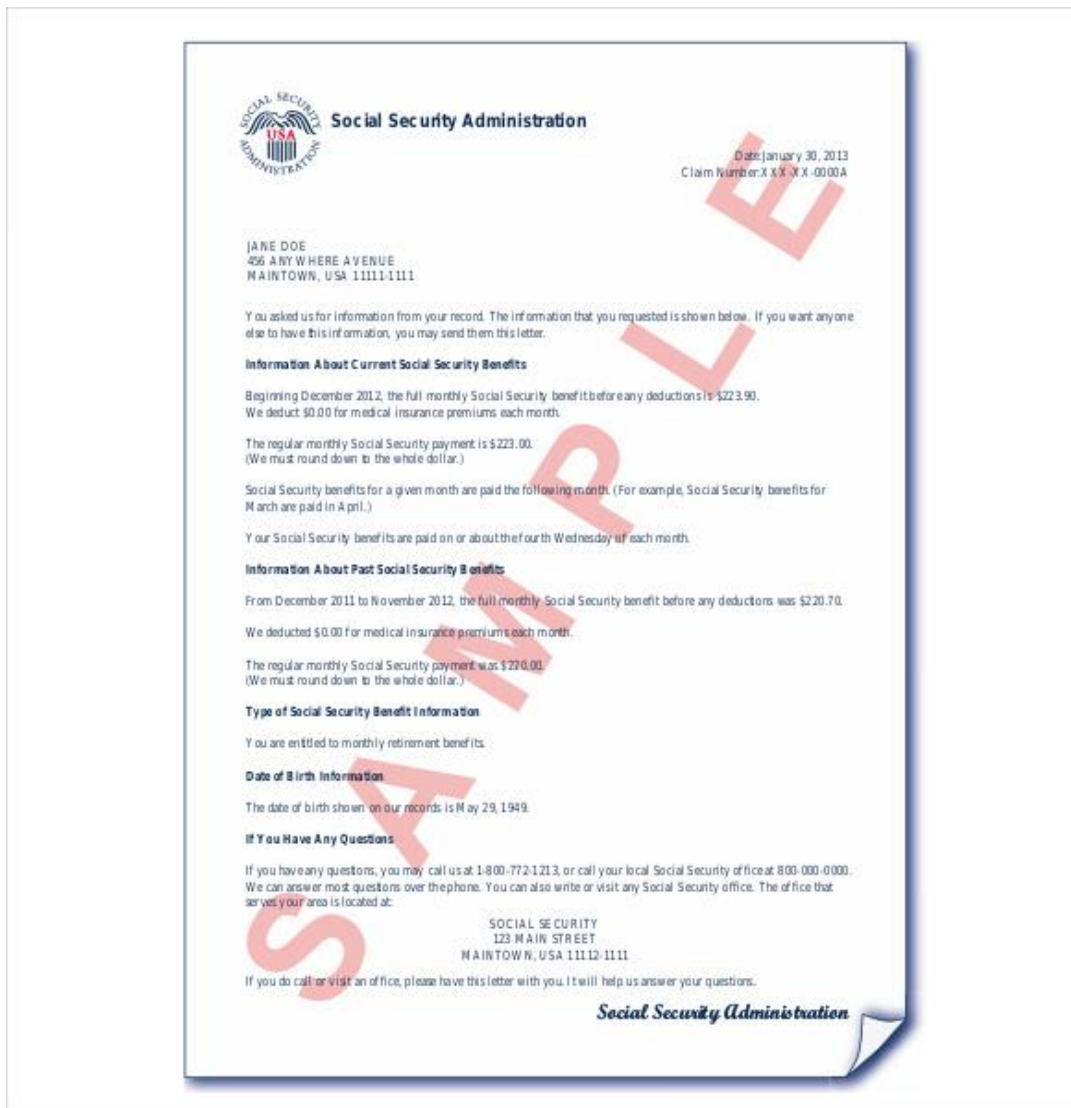 SOCIAL SECURITY ADMINISTRATION
USA
Social Security Administration
Date:January 30, 2013
Claim Number:XXX-XX-0000A
JANE DOE
456 ANYWHERE AVENUE
MAINTOWN, USA 11111-1111
You asked us for information from your record. The information that you requested is shown below. If you want anyone
else to have this information, you may send them this letter.
Information About Current Social Security Benefits
Beginning December 2012, the full monthly Social Security benefit before any deductions is $223.90.
We deduct $0.00 for medical insurance premiums each month.
The regular monthly Social Security payment is $223.00.
(We must round down to the whole dollar.)
Social Security benefits for a given month are paid the following month. (For example, Social Security benefits for
March are paid in April.)
Your Social Security benefits are paid on or about the fourth Wednesday of each month.
Information About Past Social Security Benefits
From December 2011 to November 2012, the full monthly Social Security benefit before any deductions was $220.70.
We deducted $0.00 for medical insurance premiums each month.
The regular monthly Social Security payment was $220.00.
(We must round down to the whole dollar.)
Type of Social Security Benefit Information
You are entitled to monthly retirement benefits.
Date of Birth Information
The date of birth shown on our records is May 29, 1949.
If You Have Any Questions
If you have any questions, you may call us at 1-800-772-1213, or call your local Social Security office at 800-000-0000.
We can answer most questions over the phone. You can also write or visit any Social Security office. The office that
serves your area is located at:
SOCIAL SECURITY
123 MAIN STREET
MAINTOWN, USA 11112-1111
If you do call or visit an office, please have this letter with you. It will help us answer your questions.
Social Security Administration
SAMPLE